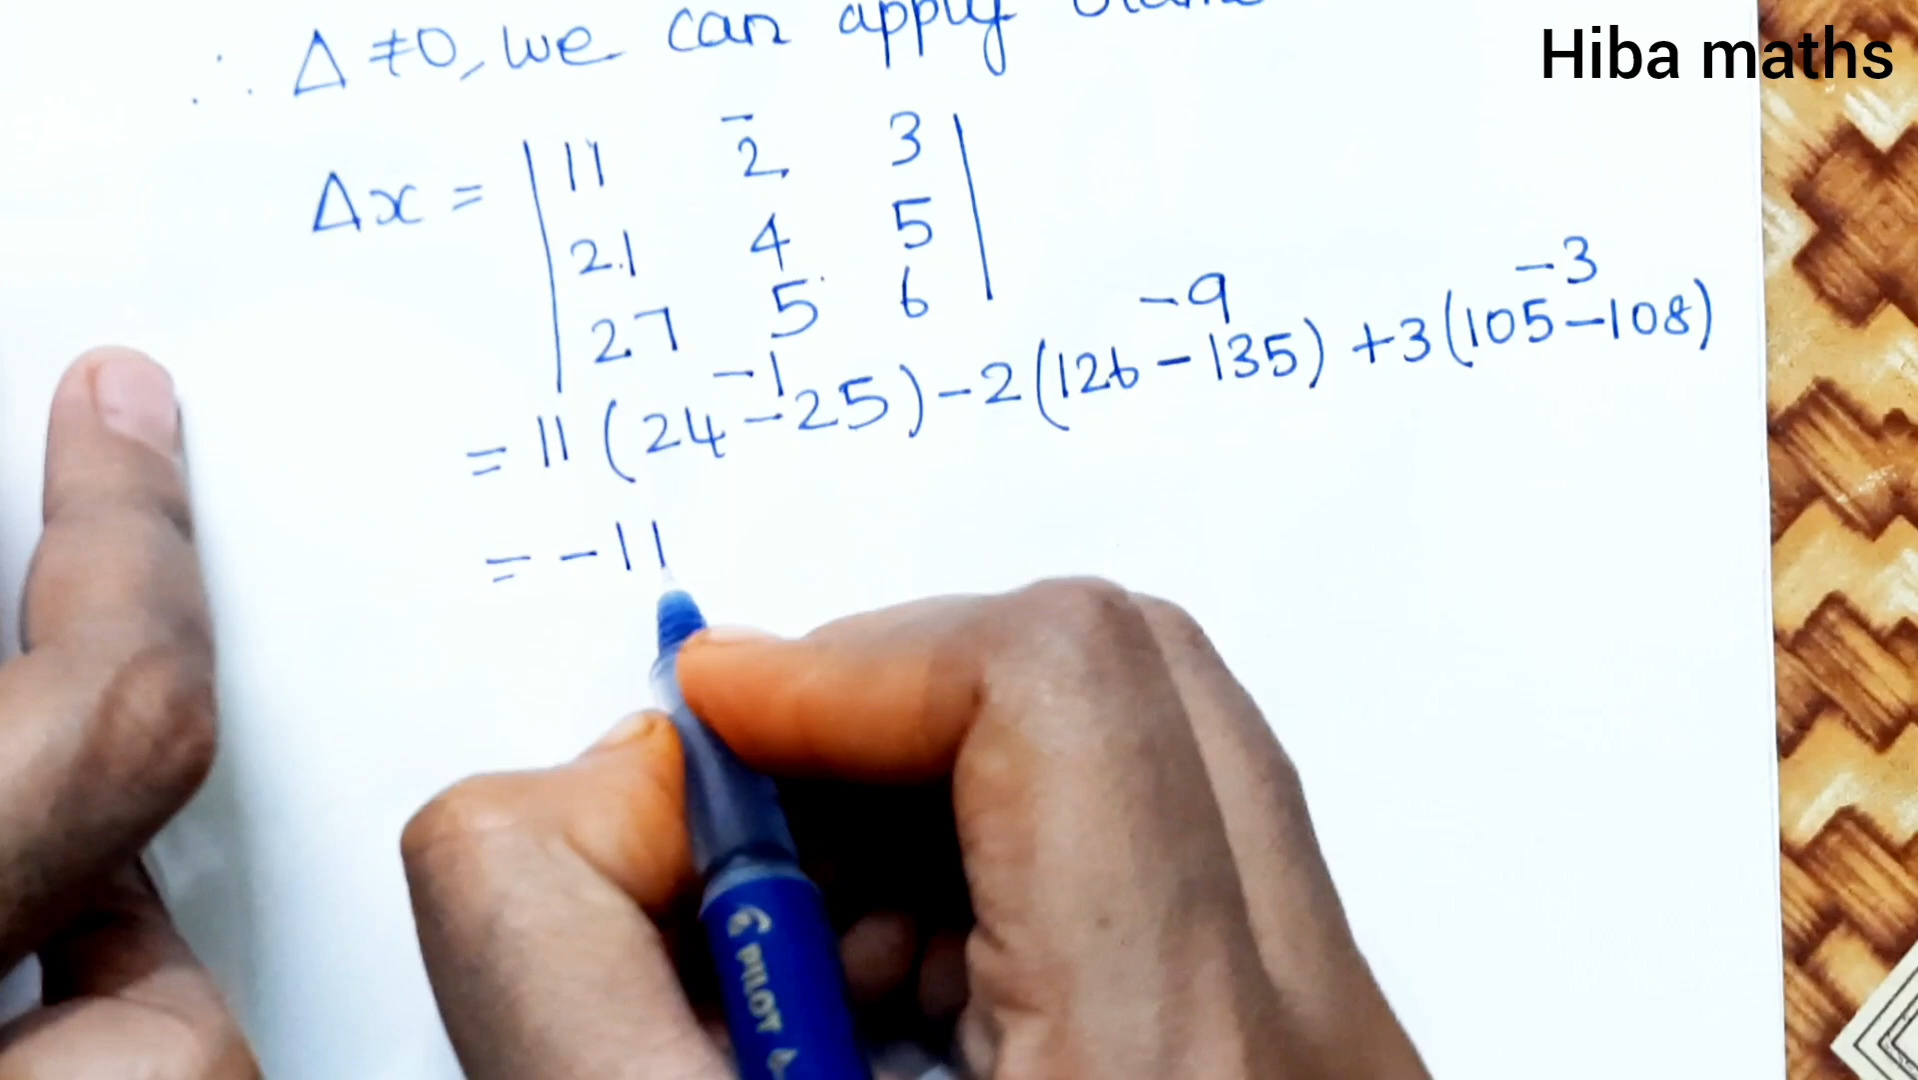 Hiba maths
∴ Δ ≠ 0, we can apply
Δx = | 11 2 3 |
| 21 4 5 |
| 27 5 6 |
-1 -9 -3
= 11 (24 - 25) - 2 (126 - 135) + 3 (105 - 108)
= - 11
PILOT